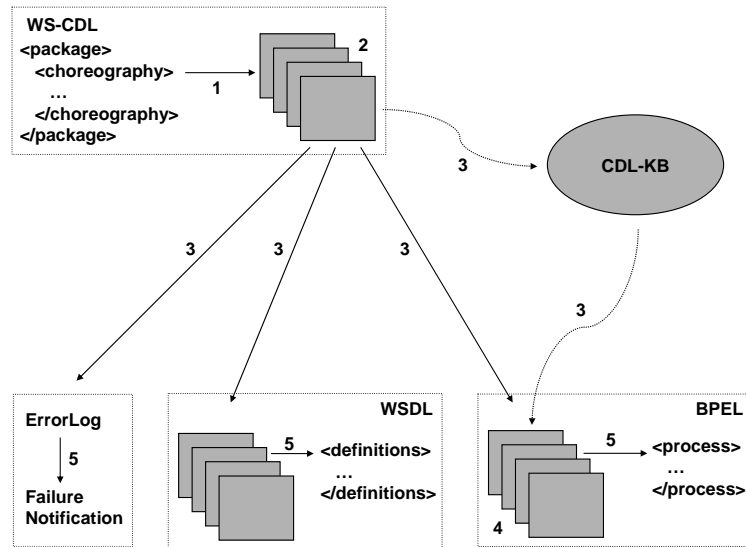 WS-CDL
<package>
<choreography>
…
</choreography>
</package>
1
2
3
CDL-KB
3
3
3
3
ErrorLog
5
Failure
Notification
WSDL
5
<definitions>
…
</definitions>
BPEL
5
<process>
…
</process>
4